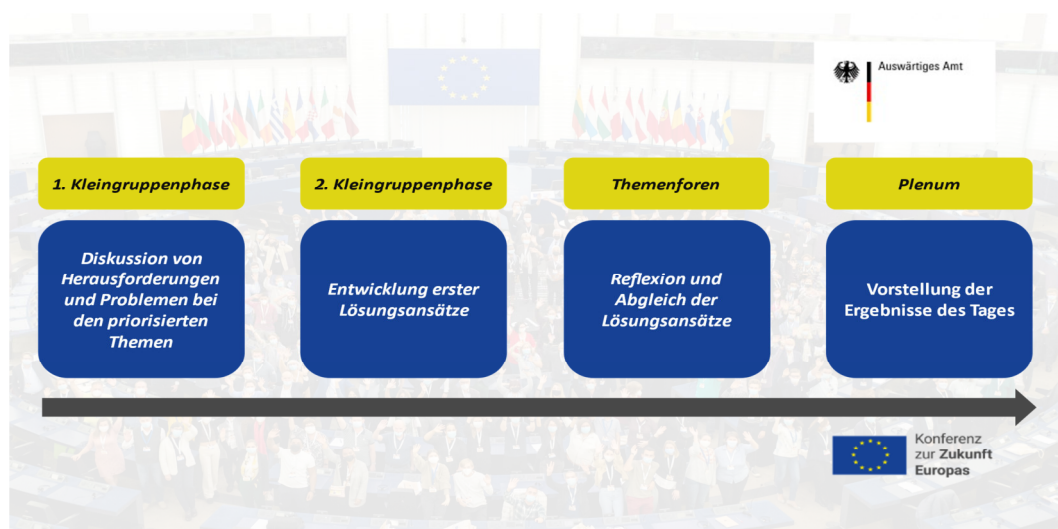 Auswärtiges Amt
1. Kleingruppenphase
2. Kleingruppenphase
Themenforen
Plenum
Diskussion von
Herausforderungen
und Problemen bei
den priorisierten
Themen
Entwicklung erster
Lösungsansätze
Reflexion und
Abgleich der
Lösungsansätze
Vorstellung der
Ergebnisse des Tages
Konferenz
zur Zukunft
Europas